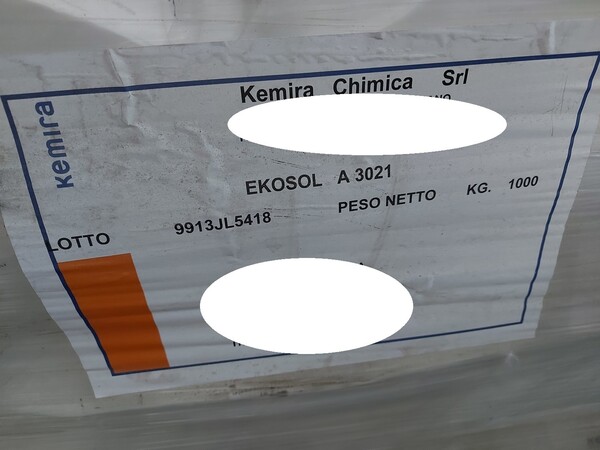 kemira
Kemira Chimica Srl
EKOSOL A 3021
PESO NETTO KG. 1000
LOTTO 9913JL5418